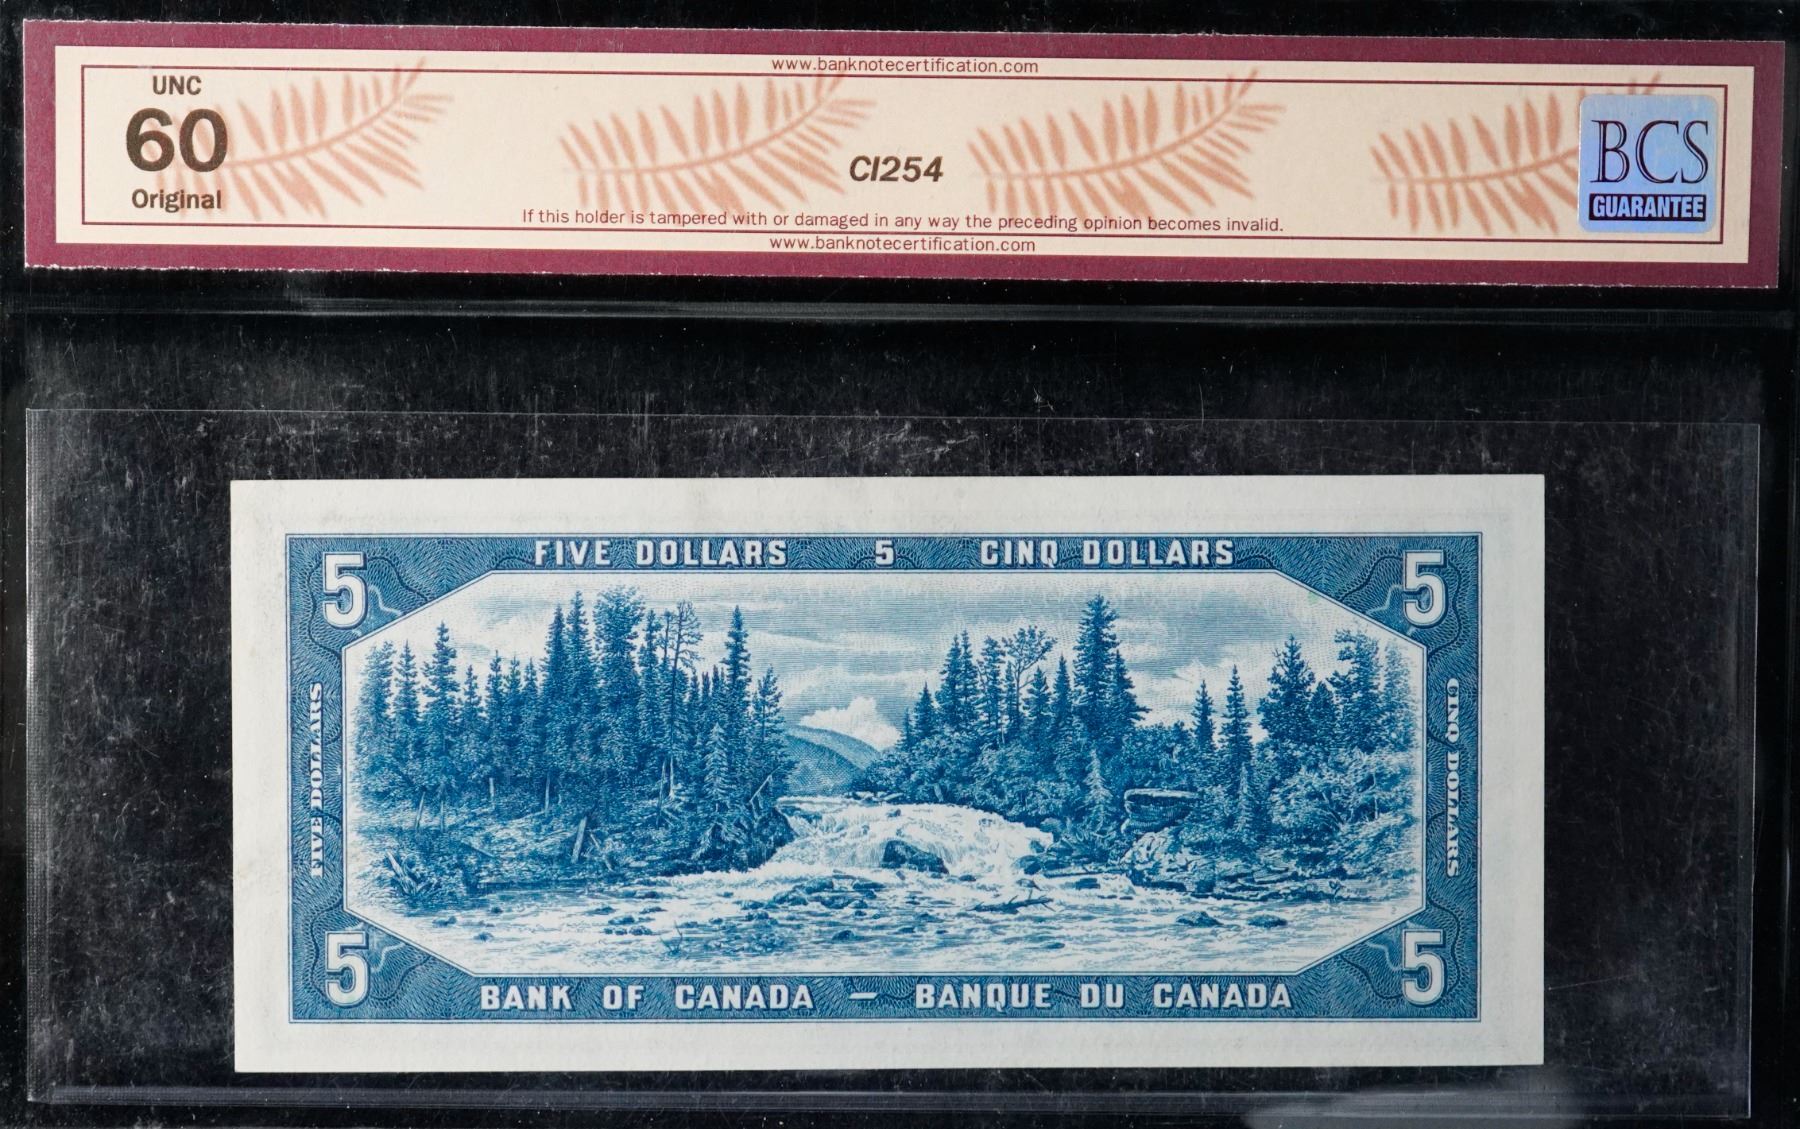 www.banknotecertification.com
UNC
60
Original
CI254
BCS
GUARANTEE
If this holder is tampered with or damaged in any way the preceding opinion becomes invalid.
www.banknotecertification.com
FIVE DOLLARS 5 CINQ DOLLARS
5
5
FIVE DOLLARS
CINQ DOLLARS
5
5
BANK OF CANADA – BANQUE DU CANADA